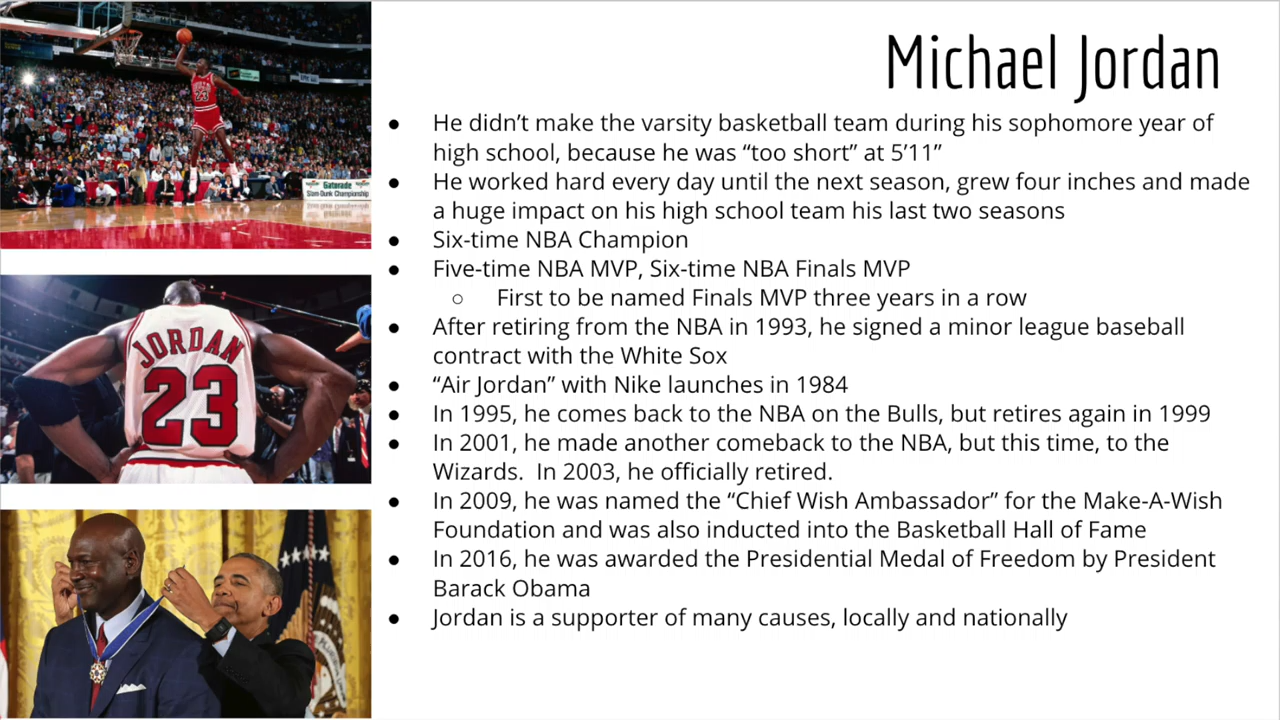 Michael Jordan
● He didn’t make the varsity basketball team during his sophomore year of
high school, because he was “too short” at 5’11”
● He worked hard every day until the next season, grew four inches and made
a huge impact on his high school team his last two seasons
● Six-time NBA Champion
● Five-time NBA MVP, Six-time NBA Finals MVP
○ First to be named Finals MVP three years in a row
● After retiring from the NBA in 1993, he signed a minor league baseball
contract with the White Sox
● “Air Jordan” with Nike launches in 1984
● In 1995, he comes back to the NBA on the Bulls, but retires again in 1999
● In 2001, he made another comeback to the NBA, but this time, to the
Wizards.  In 2003, he officially retired.
● In 2009, he was named the “Chief Wish Ambassador” for the Make-A-Wish
Foundation and was also inducted into the Basketball Hall of Fame
● In 2016, he was awarded the Presidential Medal of Freedom by President
Barack Obama
● Jordan is a supporter of many causes, locally and nationally
BULLS
23
Gatorade
Slam-Dunk Championship
JORDAN
23